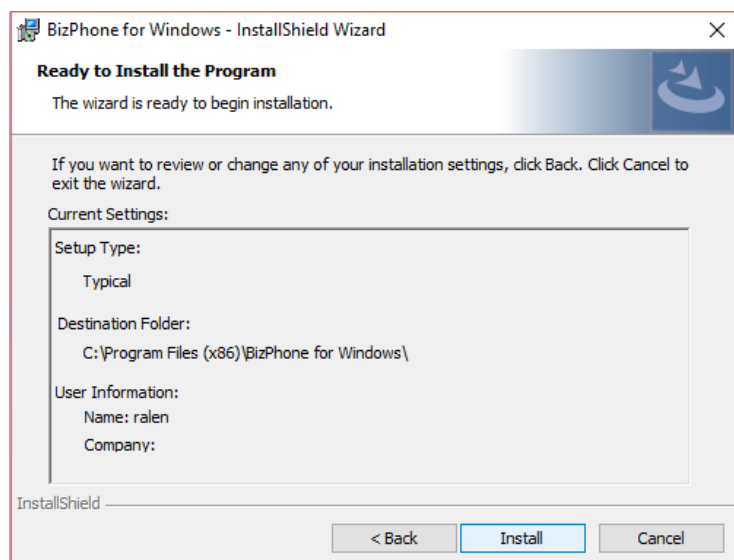 BizPhone for Windows - InstallShield Wizard
Ready to Install the Program
The wizard is ready to begin installation.
If you want to review or change any of your installation settings, click Back. Click Cancel to
exit the wizard.
Current Settings:
Setup Type:
Typical
Destination Folder:
C:\Program Files (x86)\BizPhone for Windows\
User Information:
Name: ralen
Company:
InstallShield
< Back
Install
Cancel